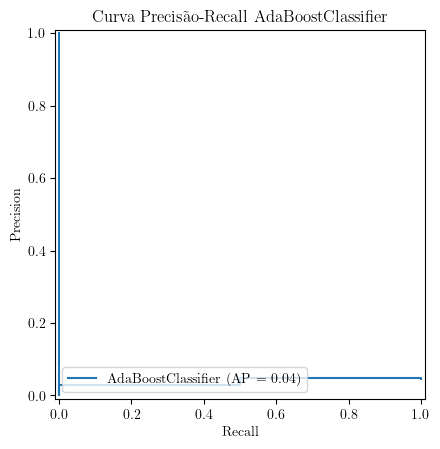 Curva Precisão-Recall AdaBoostClassifier
1.0
0.8
0.6
0.4
0.2
0.0
Precision
AdaBoostClassifier (AP = 0.04)
0.0 0.2 0.4 0.6 0.8 1.0
Recall